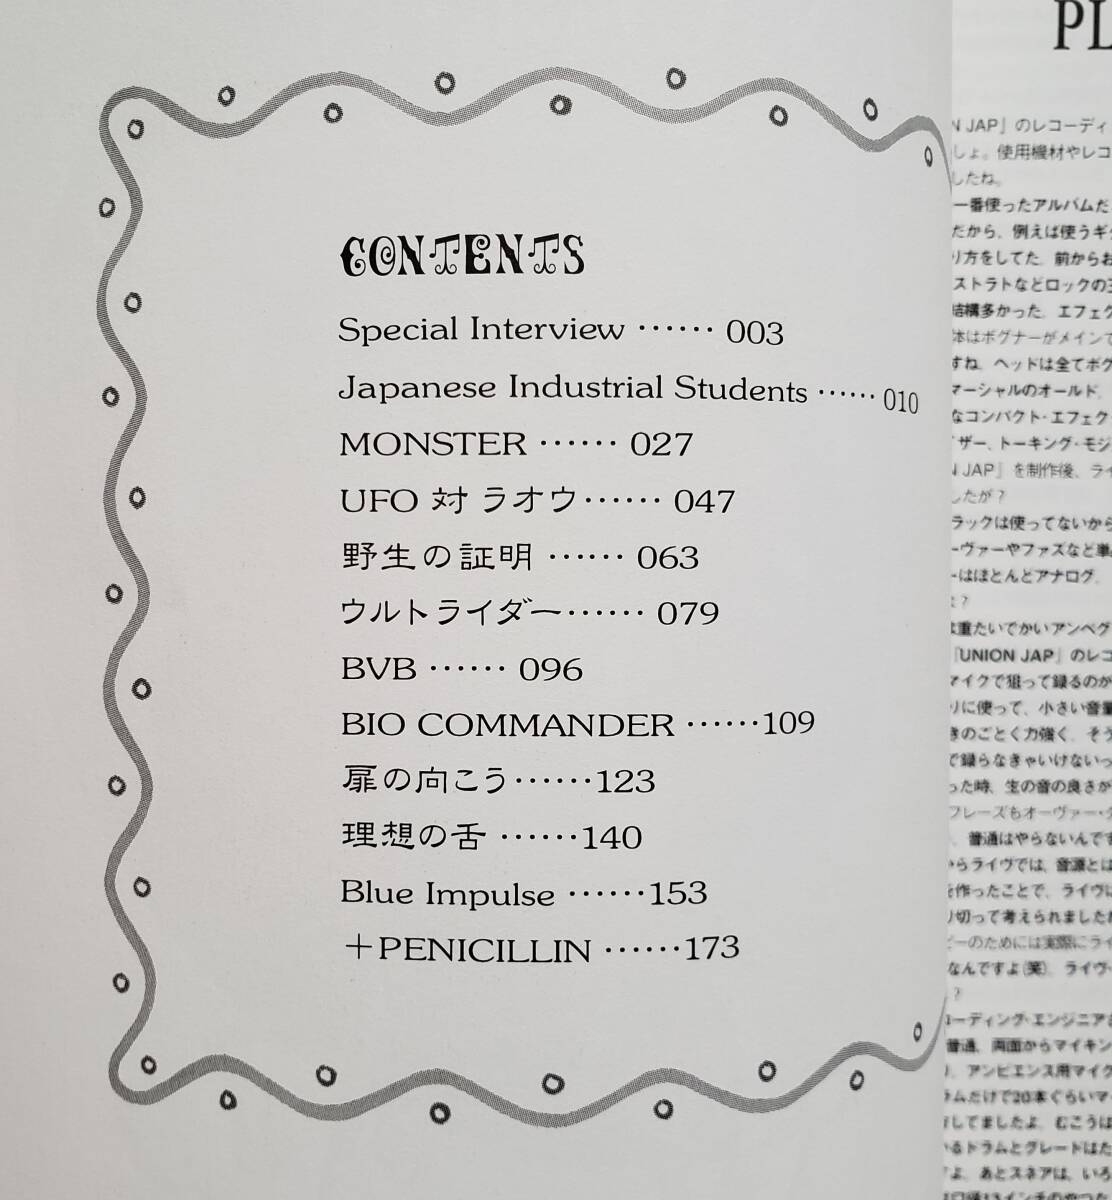 CONTENTS
Special Interview ‥‥‥ 003
Japanese Industrial Students ‥‥‥ 010
MONSTER ‥‥‥ 027
UFO 対 ラオウ‥‥‥ 047
野生の証明 ‥‥‥ 063
ウルトライダー‥‥‥ 079
BVB ‥‥‥ 096
BIO COMMANDER ‥‥‥109
扉の向こう‥‥‥123
理想の舌 ‥‥‥140
Blue Impulse ‥‥‥153
＋PENICILLIN ‥‥‥173
PL
N JAP』のレコーディ
しょ。使用機材やレコ
したね。
一番使ったアルバムだ
だから、例えば使うギ
り方をしてた。前からお
ストラトなどロックの
結構多かった。エフェク
体はボグナーがメインで
すね。ヘッドは全てボグ
マーシャルのオールド、
なコンパクト・エフェク
イザー、トーキング・モジ
JAP』を制作後、ライ
したが？
ラックは使ってないから
ーヴァーやファズなど単
ーはほとんどアナログ。
？
重たいでかいアンペグ
『UNION JAP』のレコ
マイクで狙って録るのか
りに使って、小さい音量
きのごとく力強く。そう
で録らなきゃいけないっ
った時、生の音の良さが
フレーズもオーヴァー・
、普通はやらないんです
からライヴでは、音源とは
を作ったことで、ライヴに
り切って考えられました
ビーのためには実際にライ
なんですよ(笑)。ライヴ
？
コーディング・エンジニア
普通、両面からマイキン
、アンビエンス用マイク
ラムだけで20本ぐらいマ
してましたよ。むこうは
いるドラムとグレードはた
すよ。あとスネアは、いろ
口径13インチのやつ